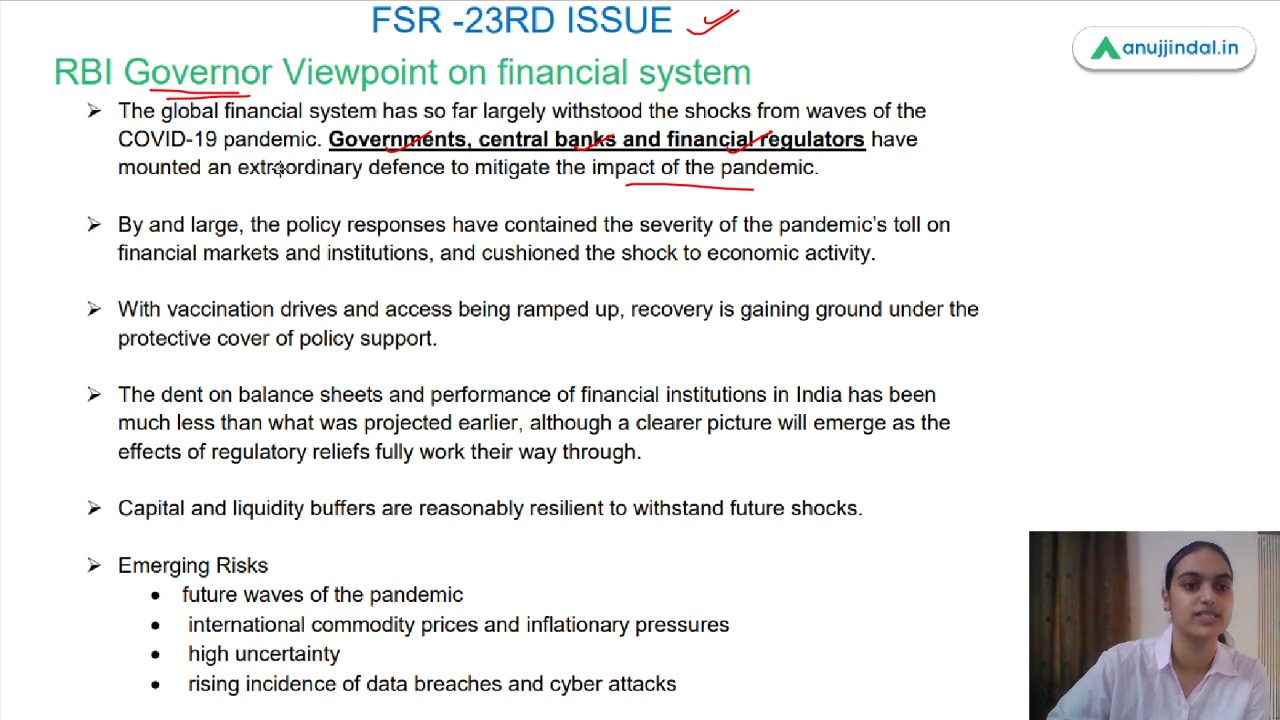 FSR -23RD ISSUE
anujjindal.in
RBI Governor Viewpoint on financial system
➢ The global financial system has so far largely withstood the shocks from waves of the
COVID-19 pandemic. Governments, central banks and financial regulators have
mounted an extraordinary defence to mitigate the impact of the pandemic.
➢ By and large, the policy responses have contained the severity of the pandemic's toll on
financial markets and institutions, and cushioned the shock to economic activity.
➢ With vaccination drives and access being ramped up, recovery is gaining ground under the
protective cover of policy support.
➢ The dent on balance sheets and performance of financial institutions in India has been
much less than what was projected earlier, although a clearer picture will emerge as the
effects of regulatory reliefs fully work their way through.
➢ Capital and liquidity buffers are reasonably resilient to withstand future shocks.
➢ Emerging Risks
• future waves of the pandemic
• international commodity prices and inflationary pressures
• high uncertainty
• rising incidence of data breaches and cyber attacks